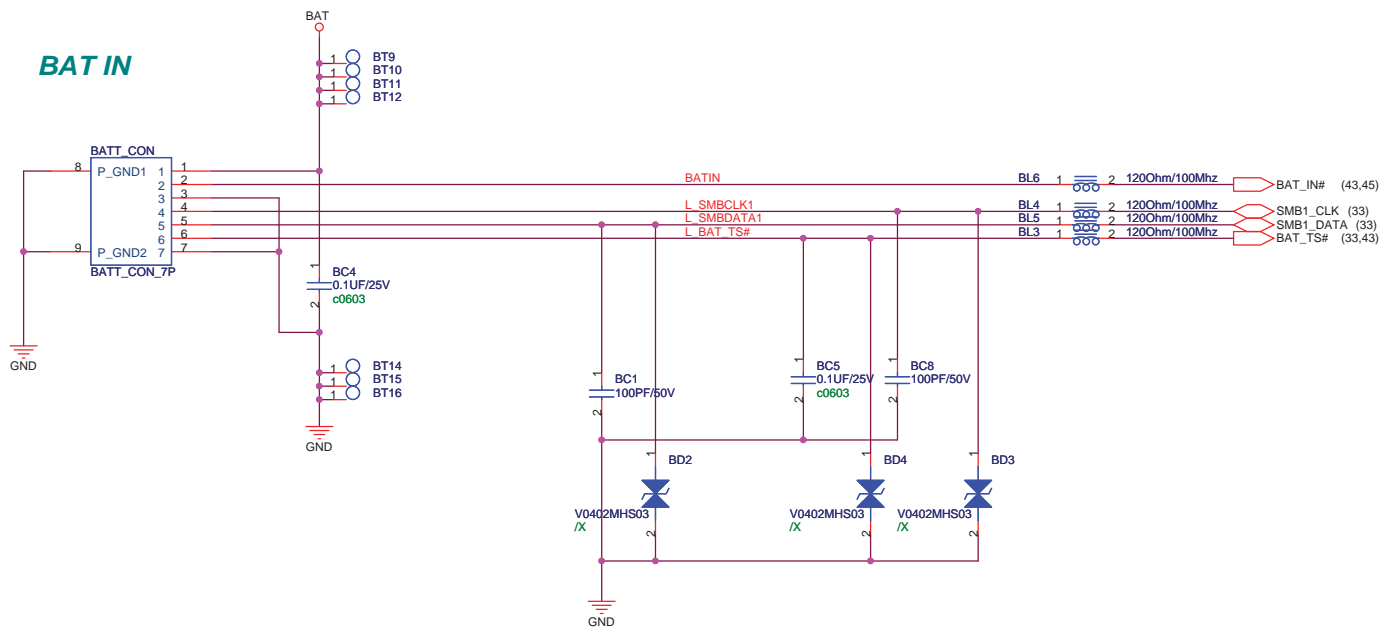 BAT
BAT IN
1 BT9
1 BT10
1 BT11
1 BT12
BATT_CON
8 P_GND1 1 1
2 2
3 3
4 4
5 5
6 6
9 P_GND2 7 7
BATT_CON_7P
BATIN BL6 1 2 120Ohm/100Mhz BAT_IN# (43,45)
L_SMBCLK1 BL4 1 2 120Ohm/100Mhz SMB1_CLK (33)
L_SMBDATA1 BL5 1 2 120Ohm/100Mhz SMB1_DATA (33)
L_BAT_TS# BL3 1 2 120Ohm/100Mhz BAT_TS# (33,43)
1
BC4
0.1UF/25V
c0603
2
GND
1 BT14
1 BT15
1 BT16
GND
1
BC1
100PF/50V
2
1
BC5
0.1UF/25V
c0603
2
1
BC8
100PF/50V
2
1
BD2
V0402MHS03
/X
2
1
BD4
V0402MHS03
/X
2
1
BD3
V0402MHS03
/X
2
GND